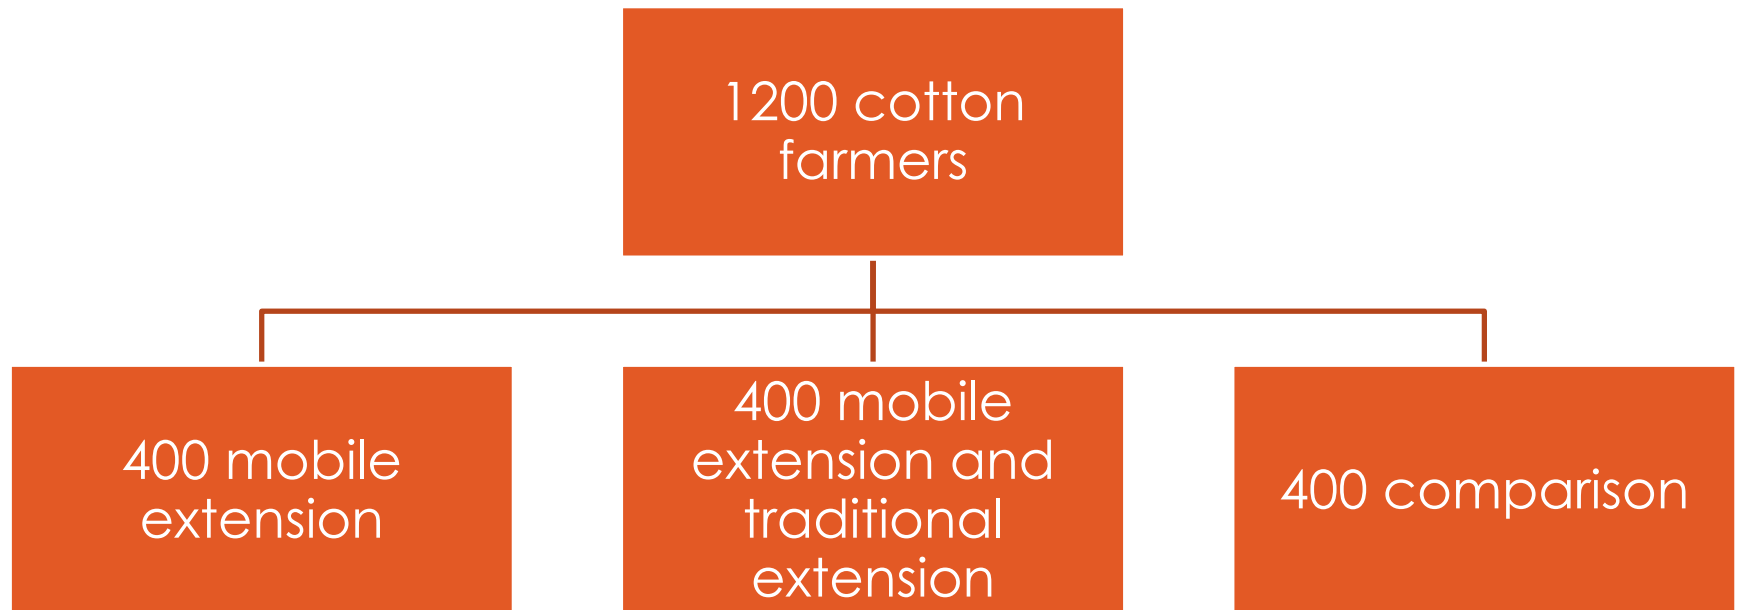 1200 cotton
farmers
400 mobile
extension
400 mobile
extension and
traditional
extension
400 comparison